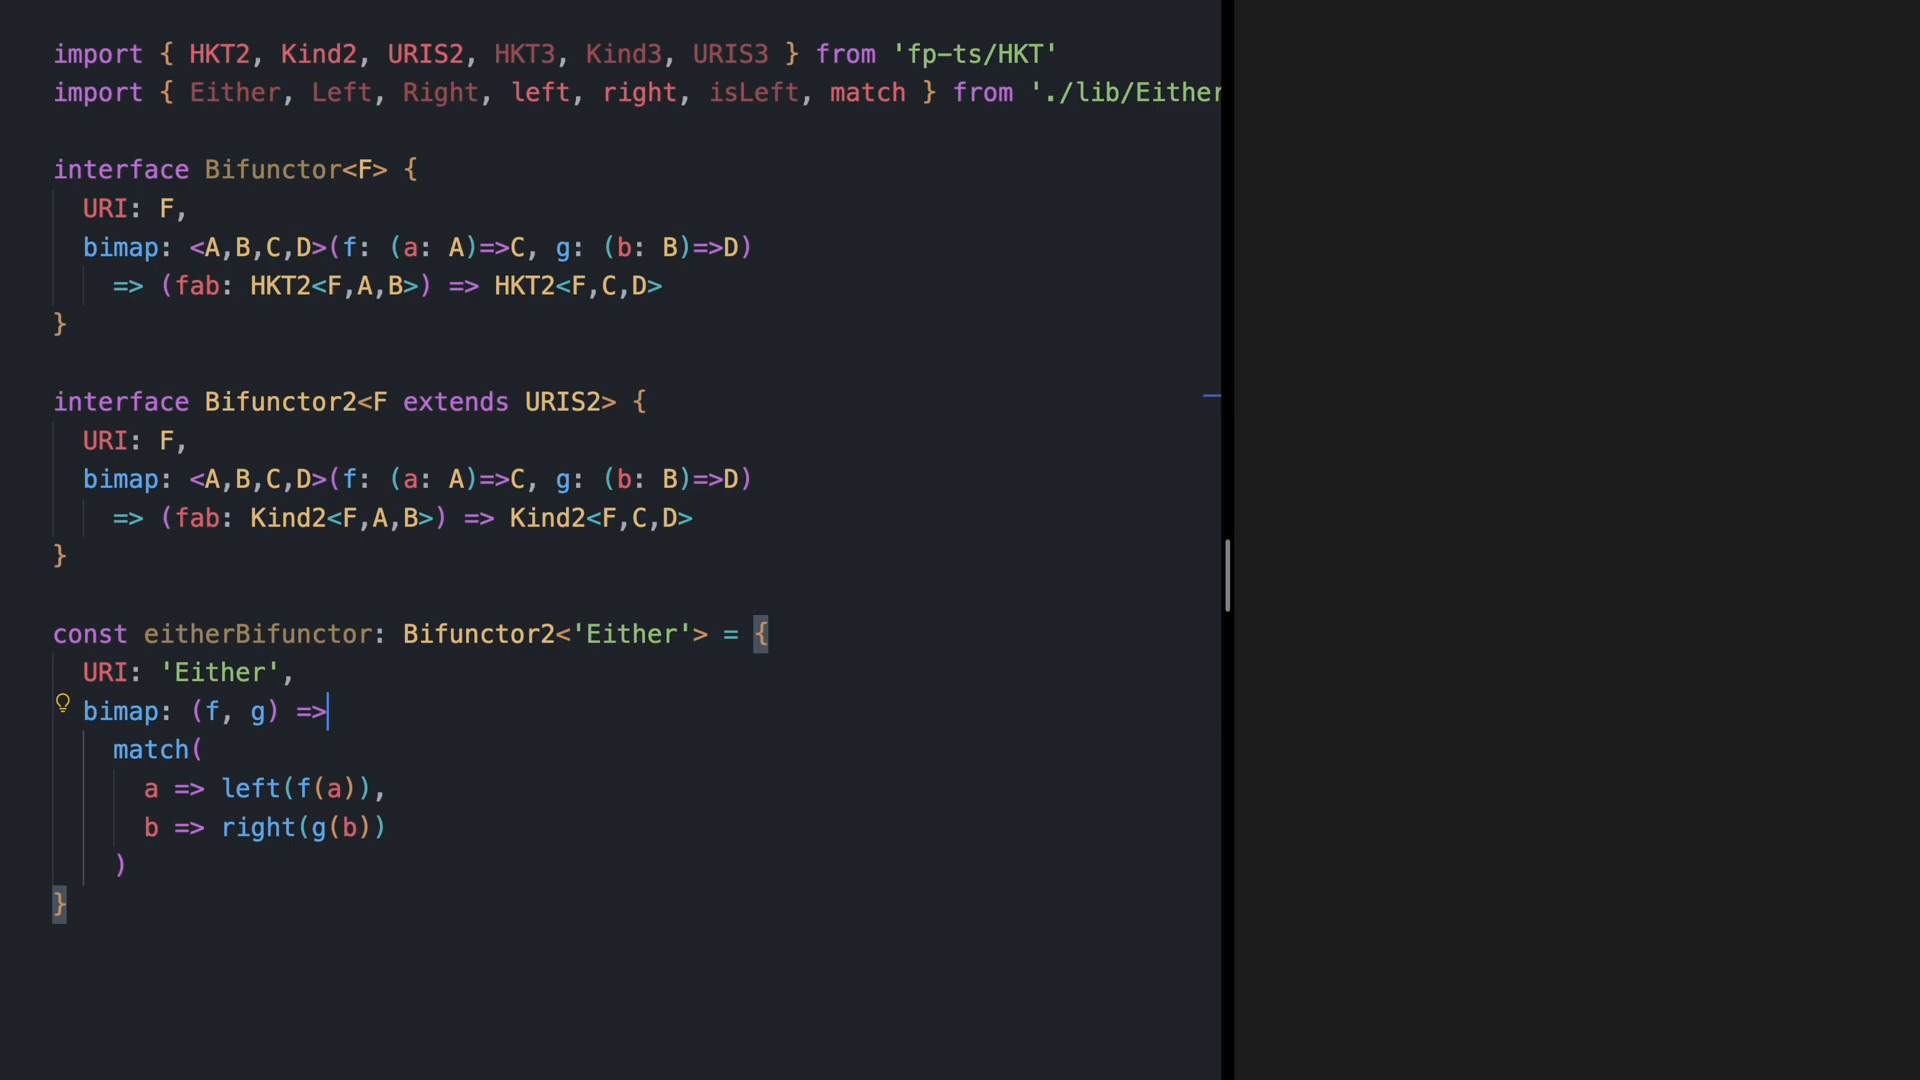 import { HKT2, Kind2, URIS2, HKT3, Kind3, URIS3 } from 'fp-ts/HKT'
import { Either, Left, Right, left, right, isLeft, match } from './lib/Either
interface Bifunctor<F> {
  URI: F,
  bimap: <A,B,C,D>(f: (a: A)=>C, g: (b: B)=>D)
    => (fab: HKT2<F,A,B>) => HKT2<F,C,D>
}
interface Bifunctor2<F extends URIS2> {
  URI: F,
  bimap: <A,B,C,D>(f: (a: A)=>C, g: (b: B)=>D)
    => (fab: Kind2<F,A,B>) => Kind2<F,C,D>
}
const eitherBifunctor: Bifunctor2<'Either'> = {
  URI: 'Either',
  bimap: (f, g) =>
    match(
      a => left(f(a)),
      b => right(g(b))
    )
}